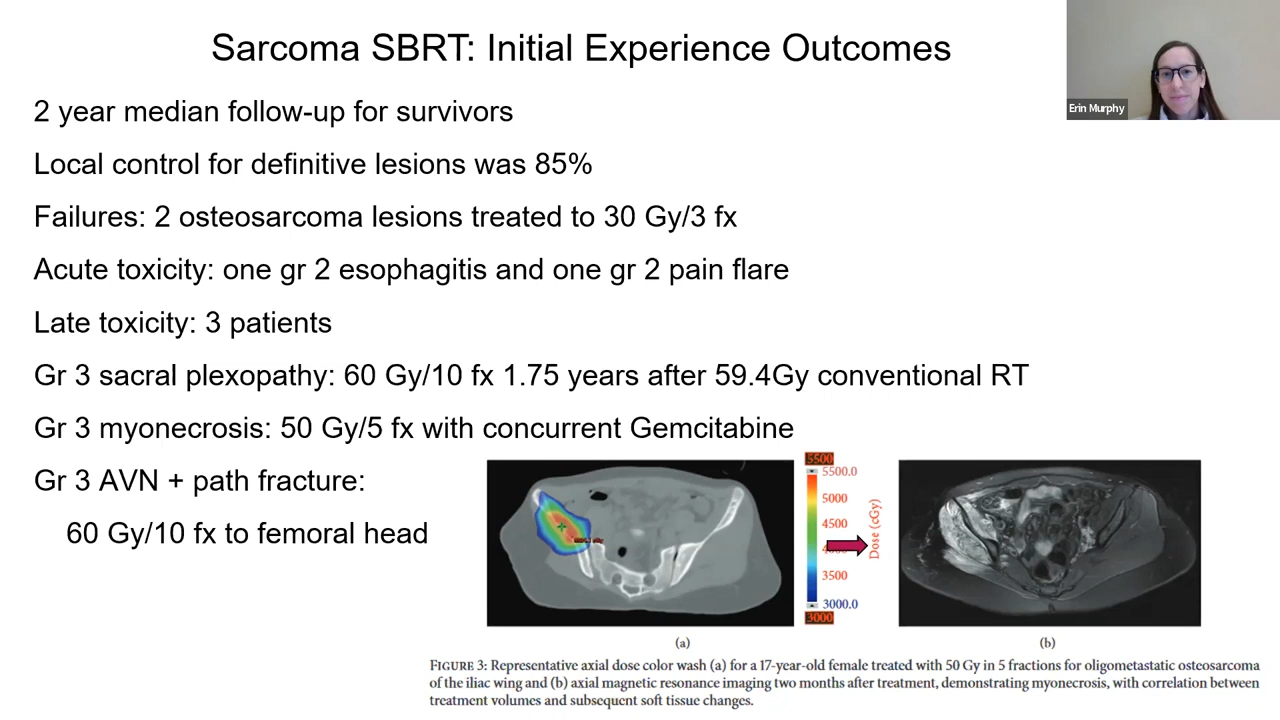 Sarcoma SBRT: Initial Experience Outcomes
Erin Murphy
2 year median follow-up for survivors
Local control for definitive lesions was 85%
Failures: 2 osteosarcoma lesions treated to 30 Gy/3 fx
Acute toxicity: one gr 2 esophagitis and one gr 2 pain flare
Late toxicity: 3 patients
Gr 3 sacral plexopathy: 60 Gy/10 fx 1.75 years after 59.4Gy conventional RT
Gr 3 myonecrosis: 50 Gy/5 fx with concurrent Gemcitabine
Gr 3 AVN + path fracture:
60 Gy/10 fx to femoral head
5500
5500.0
5000
4500
3500
3000.0
3000
Dose (cGy)
(a)
(b)
FIGURE 3: Representative axial dose color wash (a) for a 17-year-old female treated with 50 Gy in 5 fractions for oligometastatic osteosarcoma
of the iliac wing and (b) axial magnetic resonance imaging two months after treatment, demonstrating myonecrosis, with correlation between
treatment volumes and subsequent soft tissue changes.